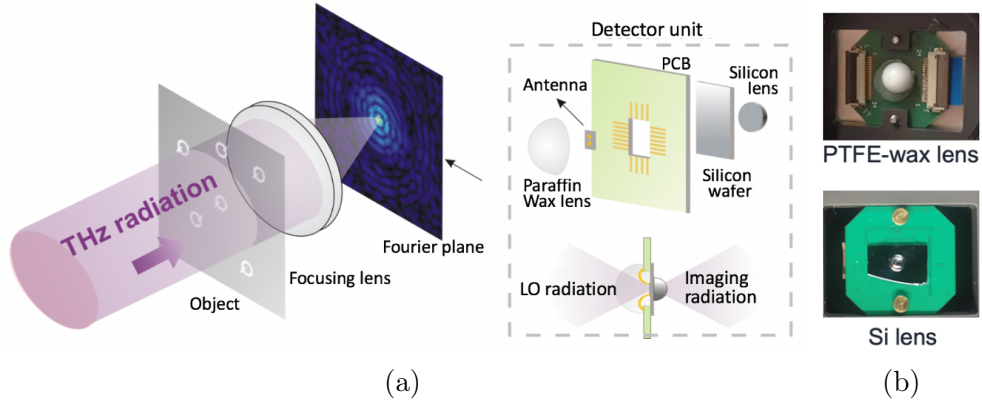 THz radiation
Object
Focusing lens
Fourier plane
Detector unit
PCB
Silicon
lens
Antenna
Paraffin
Wax lens
Silicon
wafer
LO radiation
Imaging
radiation
(a)
PTFE-wax lens
Si lens
(b)